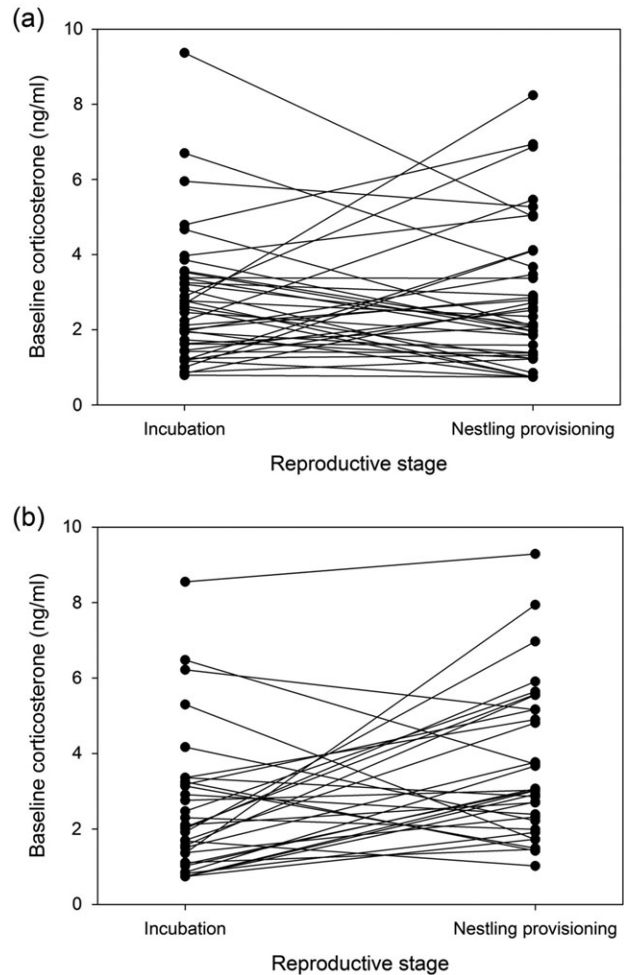 (a)
10
8
6
4
2
0
Baseline corticosterone (ng/ml)
Incubation
Nestling provisioning
Reproductive stage
(b)
10
8
6
4
2
0
Baseline corticosterone (ng/ml)
Incubation
Nestling provisioning
Reproductive stage